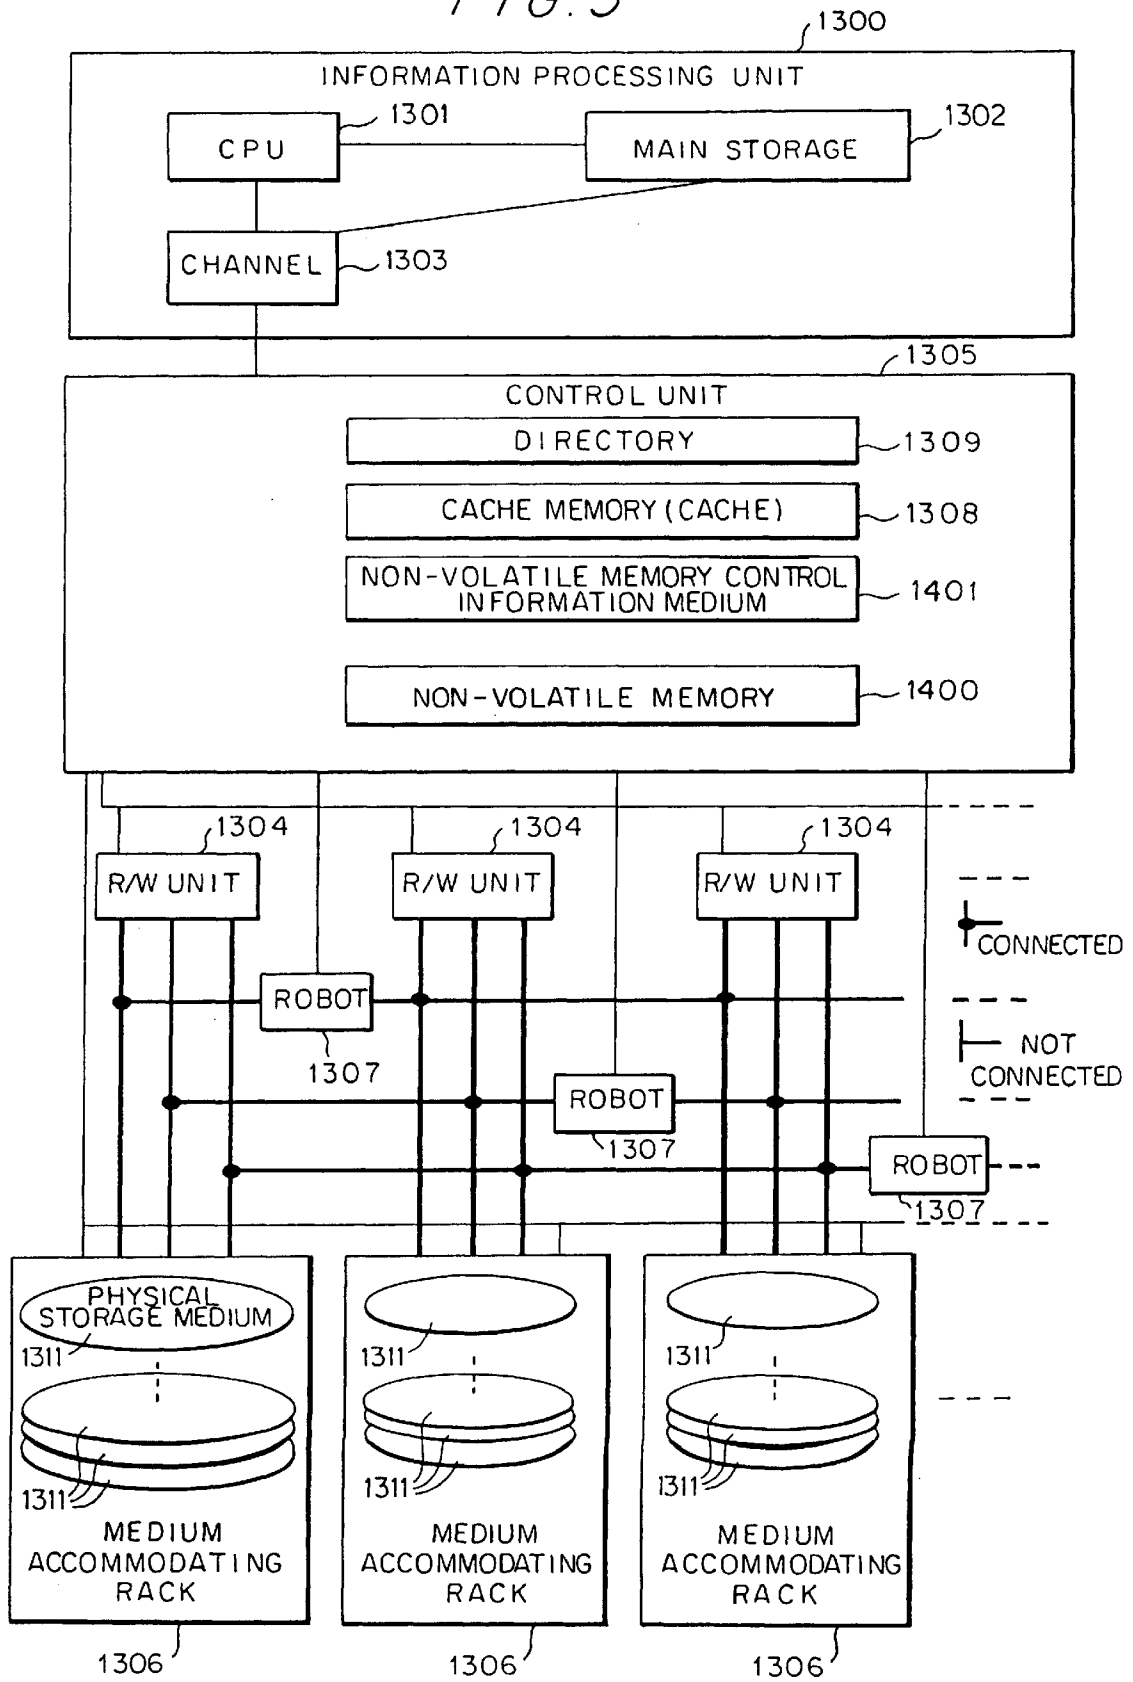 FIG. 5
1300
INFORMATION PROCESSING UNIT
CPU
1301
MAIN STORAGE
1302
CHANNEL
1303
1305
CONTROL UNIT
DIRECTORY
1309
CACHE MEMORY (CACHE)
1308
NON-VOLATILE MEMORY CONTROL
INFORMATION MEDIUM
1401
NON-VOLATILE MEMORY
1400
1304
1304
1304
R/W UNIT
R/W UNIT
R/W UNIT
CONNECTED
ROBOT
1307
NOT
CONNECTED
ROBOT
1307
ROBOT
1307
PHYSICAL
STORAGE MEDIUM
1311
1311
1311
1311
1311
1311
MEDIUM
ACCOMMODATING
RACK
MEDIUM
ACCOMMODATING
RACK
MEDIUM
ACCOMMODATING
RACK
1306
1306
1306